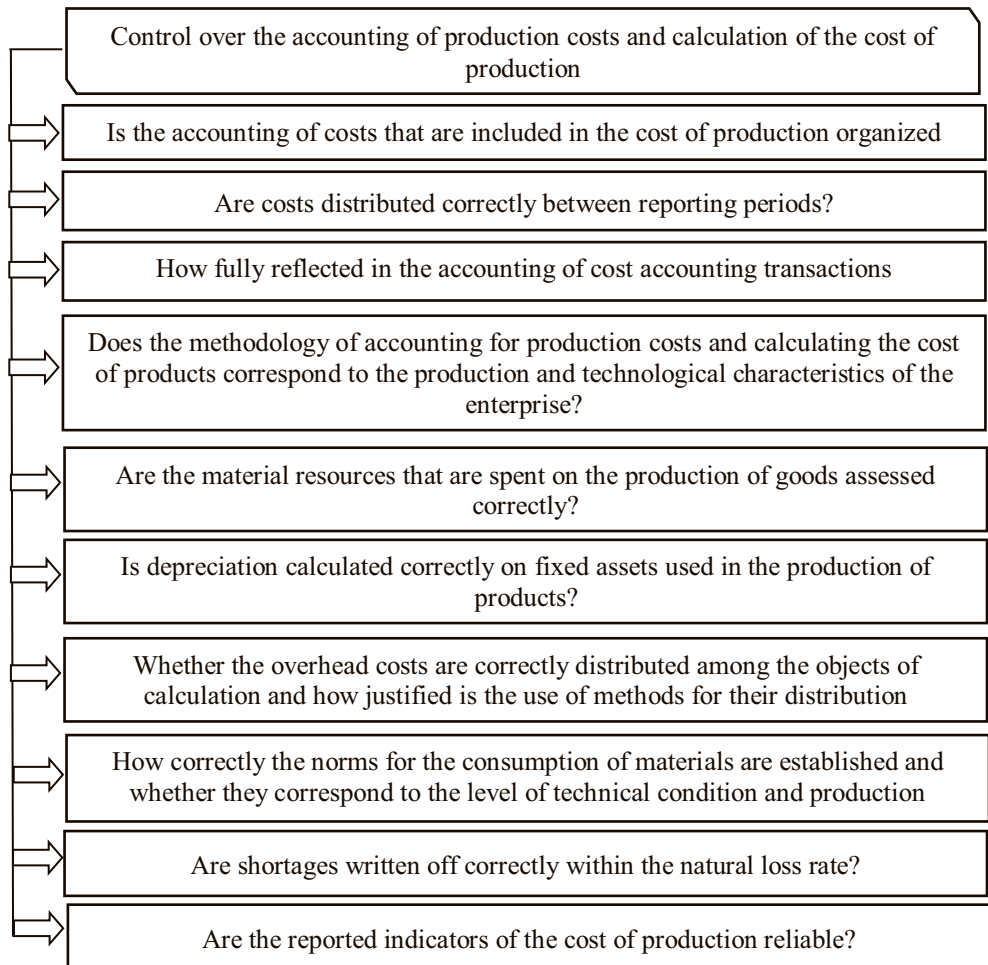 Control over the accounting of production costs and calculation of the cost of
production
Is the accounting of costs that are included in the cost of production organized
Are costs distributed correctly between reporting periods?
How fully reflected in the accounting of cost accounting transactions
Does the methodology of accounting for production costs and calculating the cost
of products correspond to the production and technological characteristics of the
enterprise?
Are the material resources that are spent on the production of goods assessed
correctly?
Is depreciation calculated correctly on fixed assets used in the production of
products?
Whether the overhead costs are correctly distributed among the objects of
calculation and how justified is the use of methods for their distribution
How correctly the norms for the consumption of materials are established and
whether they correspond to the level of technical condition and production
Are shortages written off correctly within the natural loss rate?
Are the reported indicators of the cost of production reliable?